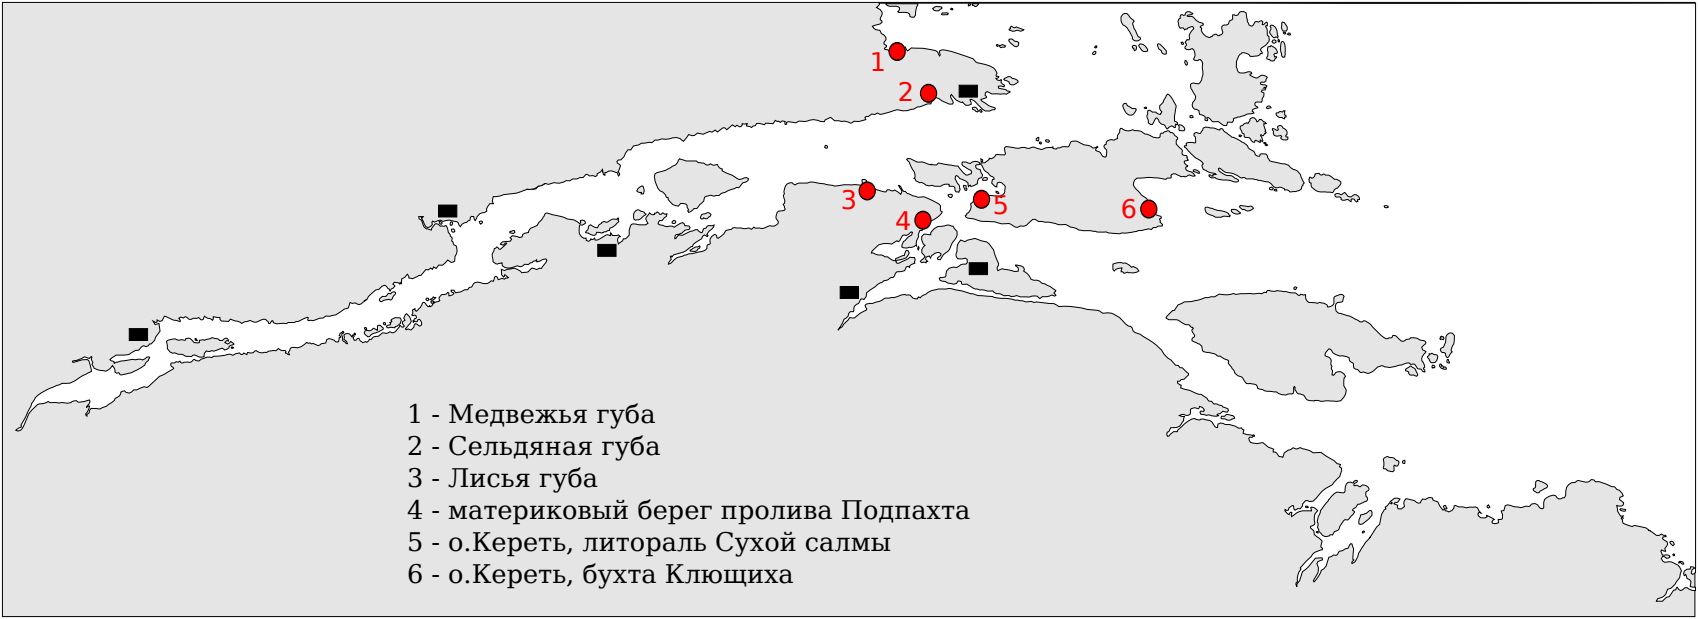 1
2
3
4
5
6
1 - Медвежья губа
2 - Сельдяная губа
3 - Лисья губа
4 - материковый берег пролива Подпахта
5 - о.Кереть, литораль Сухой салмы
6 - о.Кереть, бухта Клющиха